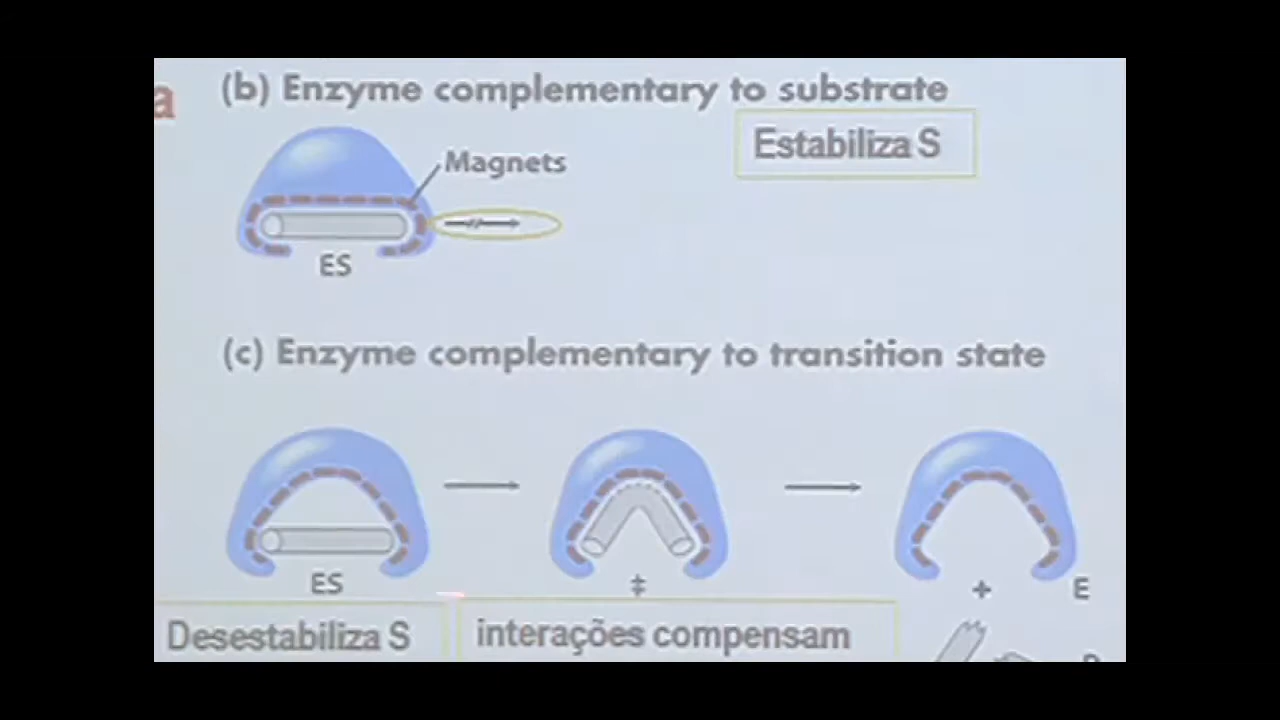 a
(b) Enzyme complementary to substrate
Estabiliza S
Magnets
ES
(c) Enzyme complementary to transition state
ES
‡
+
E
Desestabiliza S
interações compensam